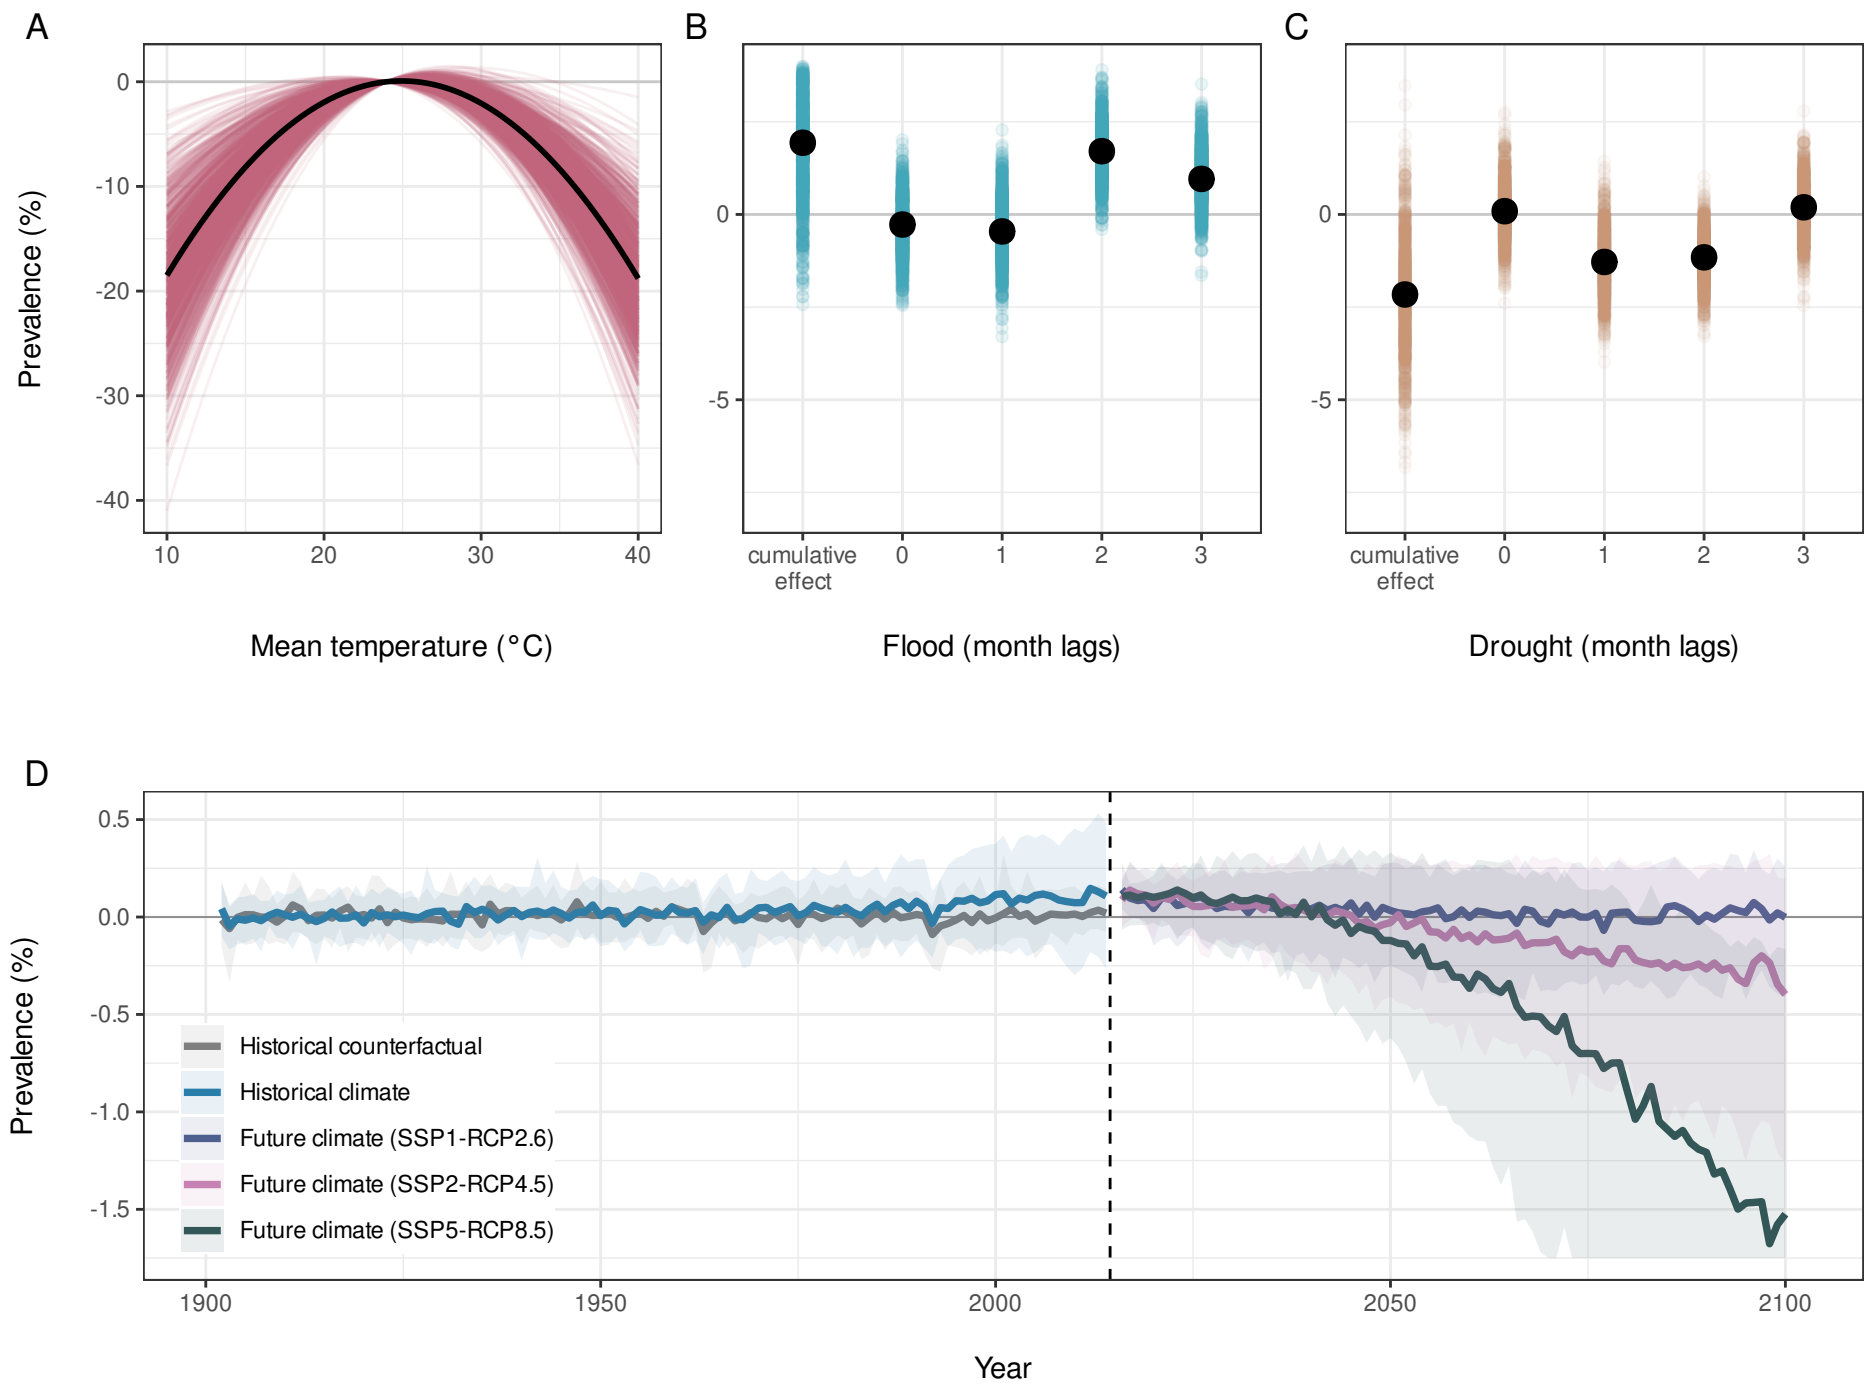 A
B
C
Prevalence (%)
0
-10
-20
-30
-40
10
20
30
40
Mean temperature (°C)
0
-5
cumulative
effect
0
1
2
3
Flood (month lags)
0
-5
cumulative
effect
0
1
2
3
Drought (month lags)
D
Prevalence (%)
0.5
0.0
-0.5
-1.0
-1.5
Historical counterfactual
Historical climate
Future climate (SSP1-RCP2.6)
Future climate (SSP2-RCP4.5)
Future climate (SSP5-RCP8.5)
1900
1950
2000
2050
2100
Year